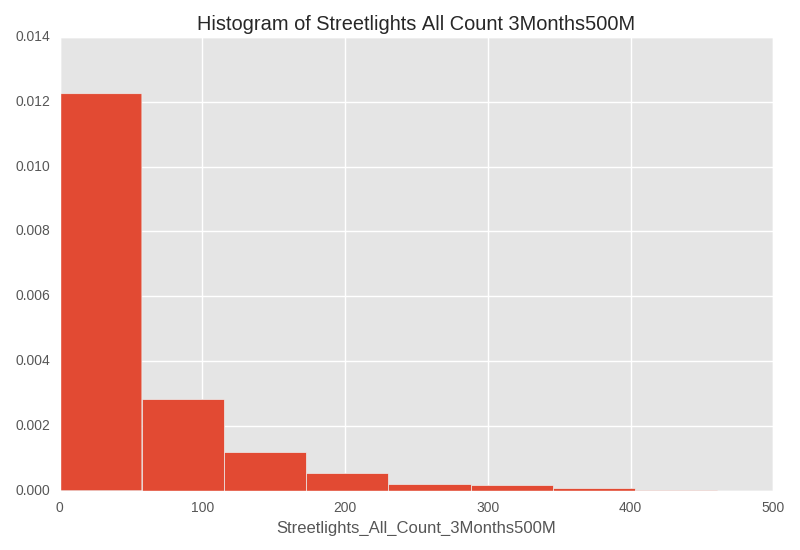 Histogram of Streetlights All Count 3Months500M
0.014
0.012
0.010
0.008
0.006
0.004
0.002
0.000
0 100 200 300 400 500
Streetlights_All_Count_3Months500M